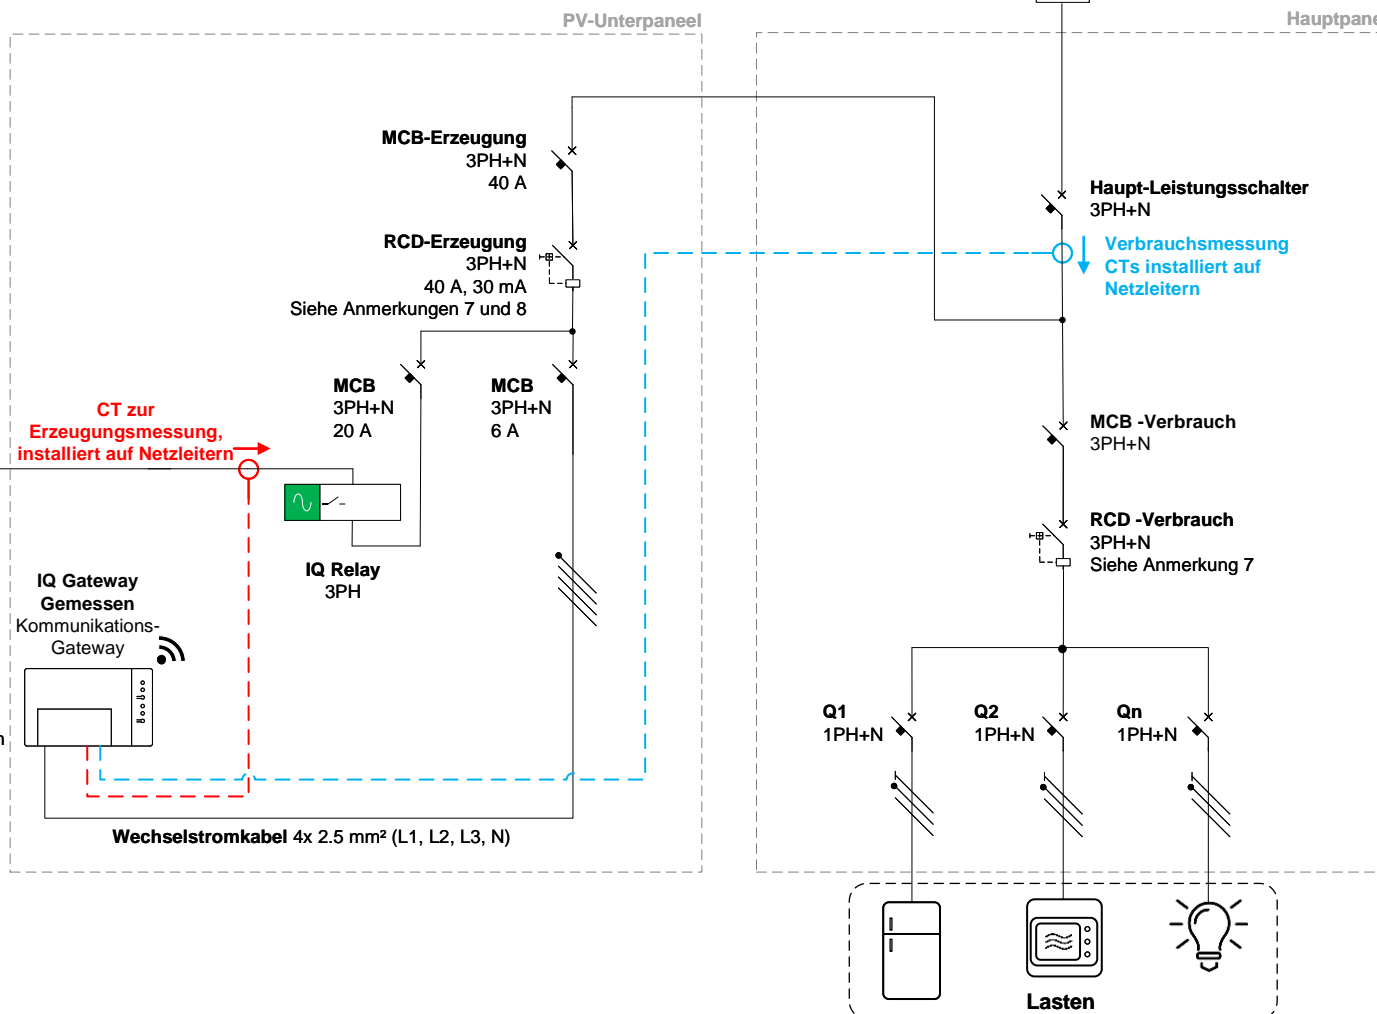 PV-Unterpaneel
Hauptpane
MCB-Erzeugung
3PH+N
40 A
RCD-Erzeugung
3PH+N
40 A, 30 mA
Siehe Anmerkungen 7 und 8
MCB
3PH+N
20 A
MCB
3PH+N
6 A
CT zur
Erzeugungsmessung,
installiert auf Netzleitern
IQ Relay
3PH
IQ Gateway
Gemessen
Kommunikations-
Gateway
n
Wechselstromkabel 4x 2.5 mm² (L1, L2, L3, N)
Haupt-Leistungsschalter
3PH+N
Verbrauchsmessung
CTs installiert auf
Netzleitern
MCB -Verbrauch
3PH+N
RCD -Verbrauch
3PH+N
Siehe Anmerkung 7
Q1
1PH+N
Q2
1PH+N
Qn
1PH+N
Lasten